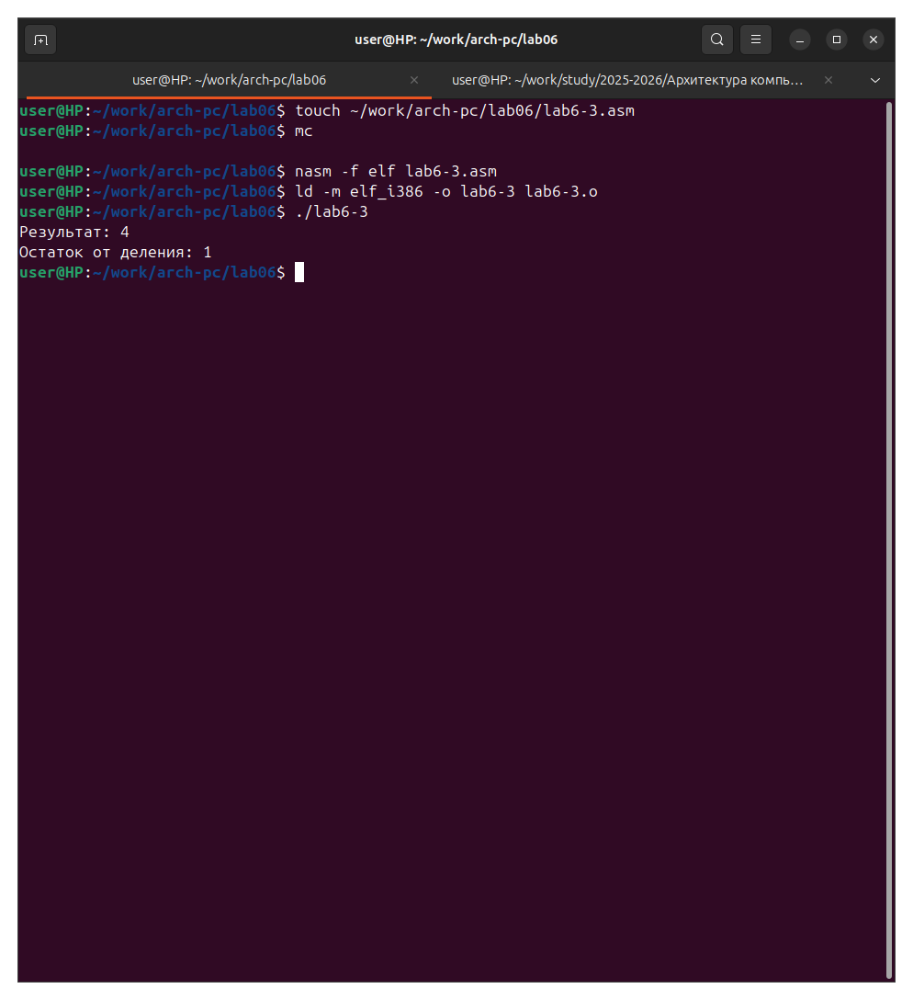 user@HP: ~/work/arch-pc/lab06
user@HP: ~/work/arch-pc/lab06
user@HP: ~/work/study/2025-2026/Архитектура компь…
user@HP:~/work/arch-pc/lab06$ touch ~/work/arch-pc/lab06/lab6-3.asm
user@HP:~/work/arch-pc/lab06$ mc
user@HP:~/work/arch-pc/lab06$ nasm -f elf lab6-3.asm
user@HP:~/work/arch-pc/lab06$ ld -m elf_i386 -o lab6-3 lab6-3.o
user@HP:~/work/arch-pc/lab06$ ./lab6-3
Результат: 4
Остаток от деления: 1
user@HP:~/work/arch-pc/lab06$